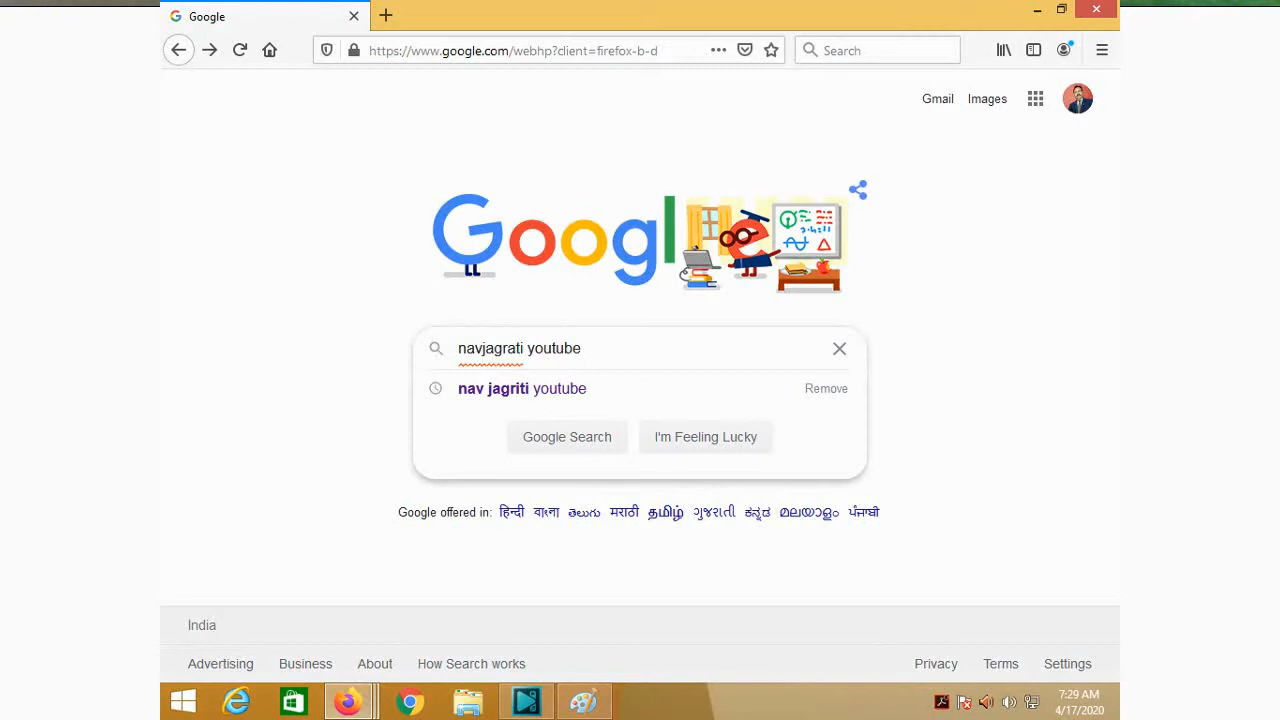 Google
https://www.google.com/webhp?client=firefox-b-d
Search
Gmail Images
Google
navjagrati youtube
nav jagriti youtube Remove
Google Search I'm Feeling Lucky
Google offered in: हिन्दी বাংলা తెలుగు मराठी தமிழ் ગુજરાતી ಕನ್ನಡ മലയാളം ਪੰਜਾਬੀ
India
Advertising Business About How Search works Privacy Terms Settings
7:29 AM
4/17/2020